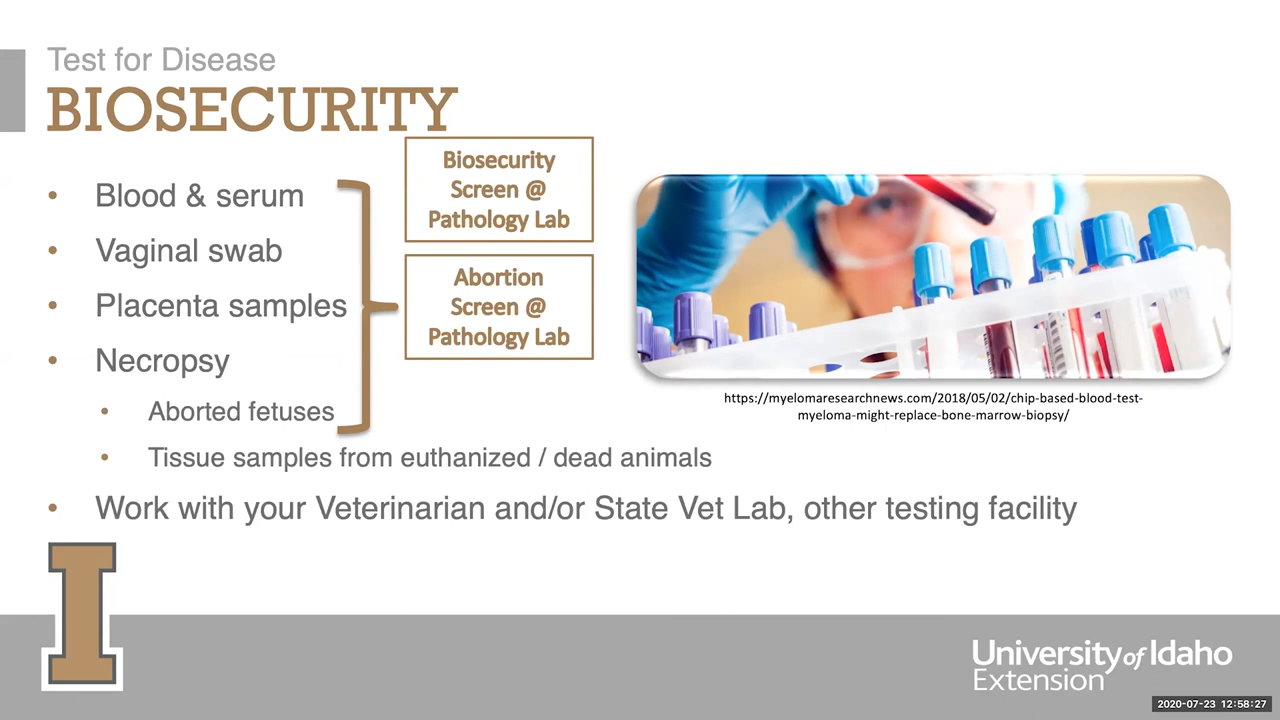 Test for Disease
BIOSECURITY
Biosecurity
Screen @
Pathology Lab
Abortion
Screen @
Pathology Lab
• Blood & serum
• Vaginal swab
• Placenta samples
• Necropsy
• Aborted fetuses
• Tissue samples from euthanized / dead animals
• Work with your Veterinarian and/or State Vet Lab, other testing facility
https://myelomaresearchnews.com/2018/05/02/chip-based-blood-test-
myeloma-might-replace-bone-marrow-biopsy/
I
University of Idaho
Extension
2020-07-23 12:58:27